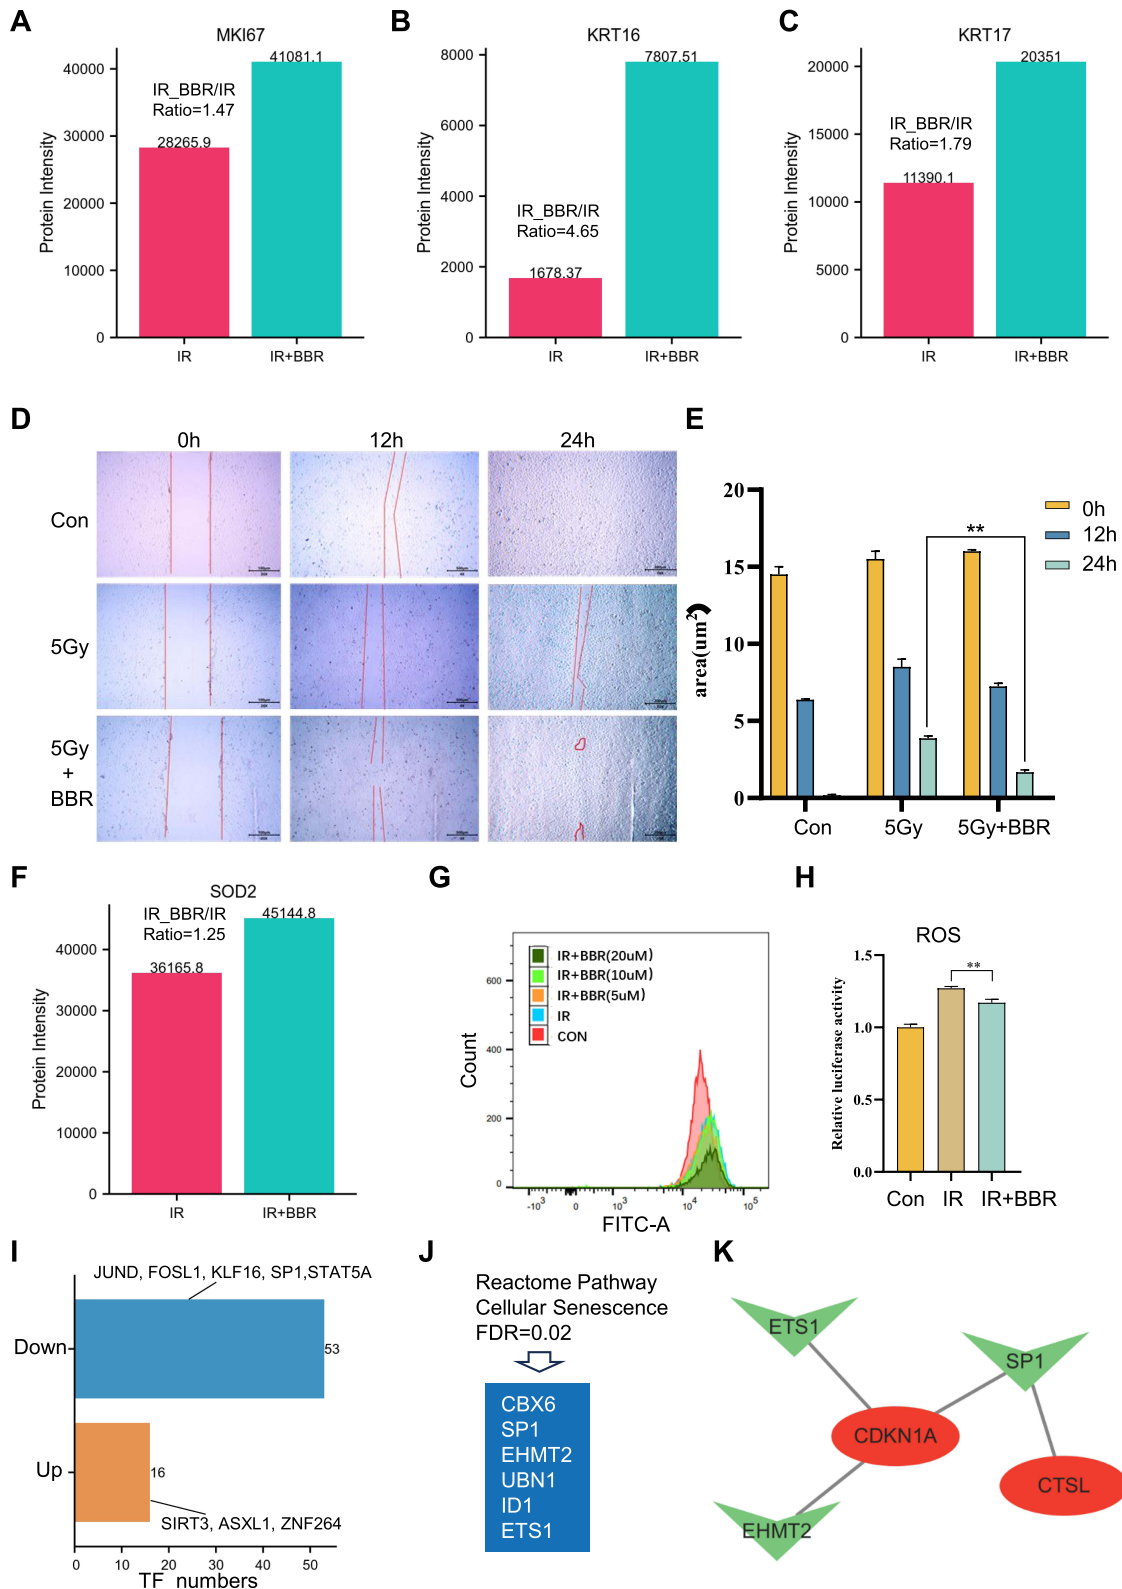 A
MKI67
Protein Intensity
40000
30000
20000
10000
0
41081.1
IR_BBR/IR
Ratio=1.47
28265.9
IR
IR+BBR
B
KRT16
Protein Intensity
8000
6000
4000
2000
0
7807.51
IR_BBR/IR
Ratio=4.65
1678.37
IR
IR+BBR
C
KRT17
Protein Intensity
20000
15000
10000
5000
0
20351
IR_BBR/IR
Ratio=1.79
11390.1
IR
IR+BBR
D
0h
12h
24h
Con
5Gy
5Gy
+
BBR
E
area(um2)
20
15
10
5
0
**
0h
12h
24h
Con
5Gy
5Gy+BBR
F
SOD2
Protein Intensity
40000
30000
20000
10000
0
45144.8
IR_BBR/IR
Ratio=1.25
36165.8
IR
IR+BBR
G
Count
600
400
200
0
IR+BBR(20uM)
IR+BBR(10uM)
IR+BBR(5uM)
IR
CON
-10³
0
10³
10⁴
10⁵
FITC-A
H
ROS
Relative luciferase activity
1.5
1.0
0.5
0.0
**
Con
IR
IR+BBR
I
JUND, FOSL1, KLF16, SP1,STAT5A
Down
53
Up
16
SIRT3, ASXL1, ZNF264
0
10
20
30
40
50
TF_numbers
J
Reactome Pathway
Cellular Senescence
FDR=0.02
CBX6
SP1
EHMT2
UBN1
ID1
ETS1
K
ETS1
SP1
CDKN1A
CTSL
EHMT2